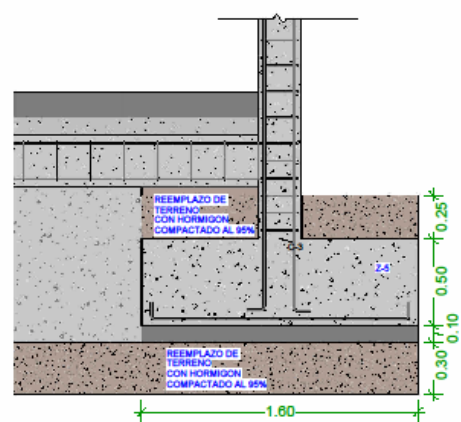 REEMPLAZO DE
TERRENO
CON HORMIGON
COMPACTADO AL 95%
0.25
C-3
Z-5
0.50
0.10
REEMPLAZO DE
TERRENO
CON HORMIGON
COMPACTADO AL 95%
0.30
1.60